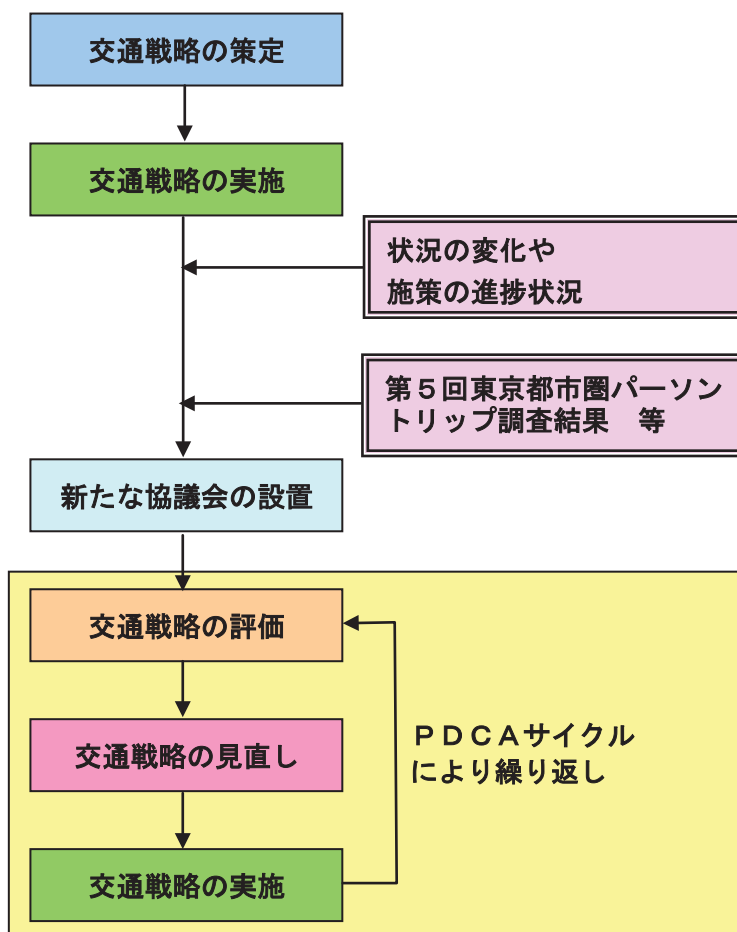 交通戦略の策定
交通戦略の実施
状況の変化や
施策の進捗状況
第５回東京都市圏パーソン
トリップ調査結果　等
新たな協議会の設置
交通戦略の評価
交通戦略の見直し
ＰＤＣＡサイクル
により繰り返し
交通戦略の実施